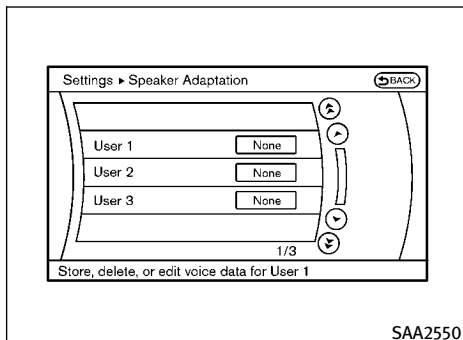 Settings ▸ Speaker Adaptation
BACK
User 1 None
User 2 None
User 3 None
1/3
Store, delete, or edit voice data for User 1
SAA2550